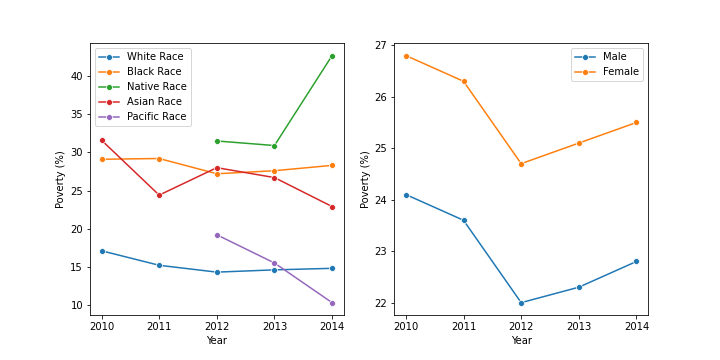 White Race
Black Race
Native Race
Asian Race
Pacific Race
40
35
30
25
20
15
10
Poverty (%)
2010 2011 2012 2013 2014
Year
Male
Female
27
26
25
24
23
22
Poverty (%)
2010 2011 2012 2013 2014
Year